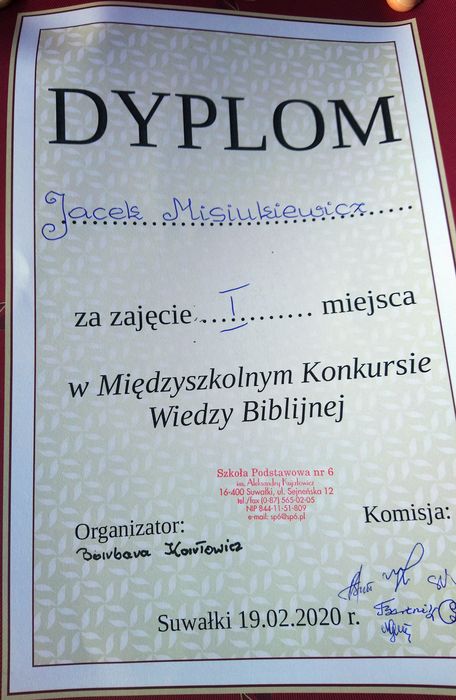 DYPLOM
Jacek Misiukiewicz
za zajęcie ....I.......... miejsca
w Międzyszkolnym Konkursie
Wiedzy Biblijnej
Szkoła Podstawowa nr 6
im. Aleksandry
16-400 Suwałki, ul. Sejneńska 12
tel./fax (0-87) 565-02-05
NIP 844-11-51-809
e-mail: sp6@sp6.pl
Organizator:
Komisja:
Barbara Karłowicz
Suwałki 19.02.2020 r.